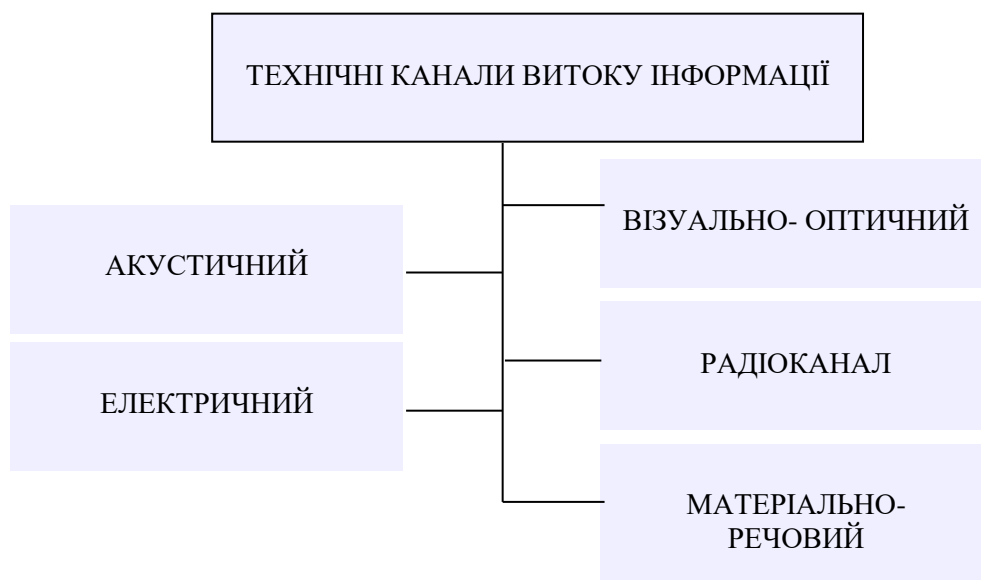 ТЕХНІЧНІ КАНАЛИ ВИТОКУ ІНФОРМАЦІЇ
АКУСТИЧНИЙ
ЕЛЕКТРИЧНИЙ
ВІЗУАЛЬНО- ОПТИЧНИЙ
РАДІОКАНАЛ
МАТЕРІАЛЬНО-
РЕЧОВИЙ